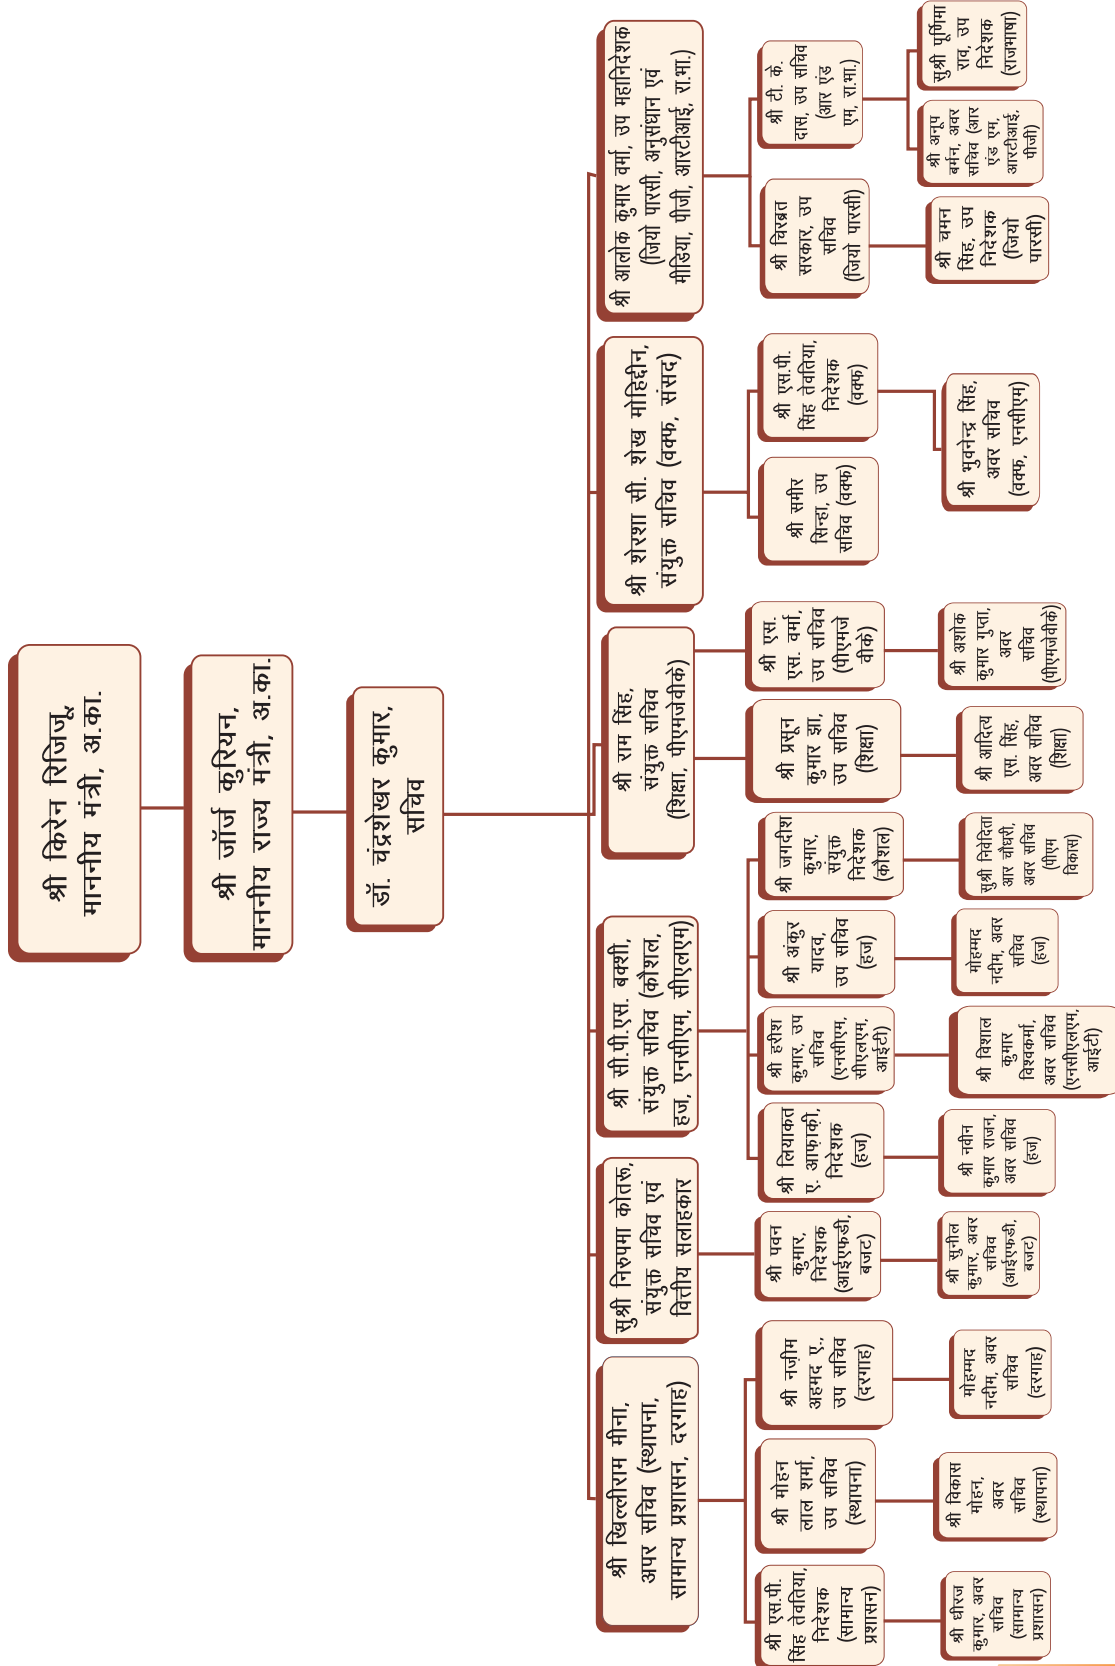 श्री किरेन रिजिजू
माननीय मंत्री, अ.का.
श्री जॉर्ज कुरियन,
माननीय राज्य मंत्री, अ.का.
डॉ. चंद्रशेखर कुमार,
सचिव
श्री खिल्लीराम मीना,
अपर सचिव (स्थापना,
सामान्य प्रशासन, दरगाह)
सुश्री निरुपमा कोतरू,
संयुक्त सचिव एवं
वित्तीय सलाहकार
श्री सी.पी.एस. बक्शी,
संयुक्त सचिव (कौशल,
हज, एनसीएम, सीएलएम)
श्री राम सिंह,
संयुक्त सचिव
(शिक्षा, पीएमजेवीके)
श्री शेरशा सी. शेख मोहिद्दीन,
संयुक्त सचिव (वक्फ, संसद)
श्री आलोक कुमार वर्मा, उप महानिदेशक
(जियो पारसी, अनुसंधान एवं
मीडिया, पीजी, आरटीआई, रा.भा.)
श्री एस.पी.
सिंह तेवतिया,
निदेशक
(सामान्य
प्रशासन)
श्री मोहन
लाल शर्मा,
उप सचिव
(स्थापना)
श्री नज़ीम
अहमद ए.,
उप सचिव
(दरगाह)
श्री पवन
कुमार,
निदेशक
(आईएफडी,
बजट)
श्री लियाकत
ए. आफ़ाकी,
निदेशक
(हज)
श्री हरीश
कुमार, उप
सचिव
(एनसीएम,
सीएलएम,
आईटी)
श्री अंकुर
यादव,
उप सचिव
(हज)
श्री जगदीश
कुमार,
संयुक्त
निदेशक
(कौशल)
श्री प्रसून
कुमार झा,
उप सचिव
(शिक्षा)
श्री एस.
एस. वर्मा,
उप सचिव
(पीएमजे
वीके)
श्री समीर
सिन्हा, उप
सचिव (वक्फ)
श्री एस.पी.
सिंह तेवतिया,
निदेशक
(वक्फ)
श्री चिरब्रत
सरकार, उप
सचिव
(जियो पारसी)
श्री टी. के.
दास, उप सचिव
(आर एंड
एम, रा.भा.)
श्री धीरज
कुमार, अवर
सचिव
(सामान्य
प्रशासन)
श्री विकास
मोहन,
अवर
सचिव
(स्थापना)
मोहम्मद
नदीम, अवर
सचिव
(दरगाह)
श्री सुनील
कुमार, अवर
सचिव
(आईएफडी,
बजट)
श्री नवीन
कुमार राजन,
अवर सचिव
(हज)
श्री विशाल
कुमार
विश्वकर्मा,
अवर सचिव
(एनसीएलएम,
आईटी)
मोहम्मद
नदीम, अवर
सचिव
(हज)
सुश्री निवेदिता
आर चौधरी,
अवर सचिव
(पीएम
विकास)
श्री आदित्य
एस. सिंह,
अवर सचिव
(शिक्षा)
श्री अशोक
कुमार गुप्ता,
अवर
सचिव
(पीएमजेवीके)
श्री भुवनेन्द्र सिंह,
अवर सचिव
(वक्फ, एनसीएम)
श्री चमन
सिंह, उप
निदेशक
(जियो
पारसी)
श्री अनूप
बर्मन, अवर
सचिव (आर
एंड एम,
आरटीआई,
पीजी)
सुश्री पूर्णिमा
राव, उप
निदेशक
(राजभाषा)